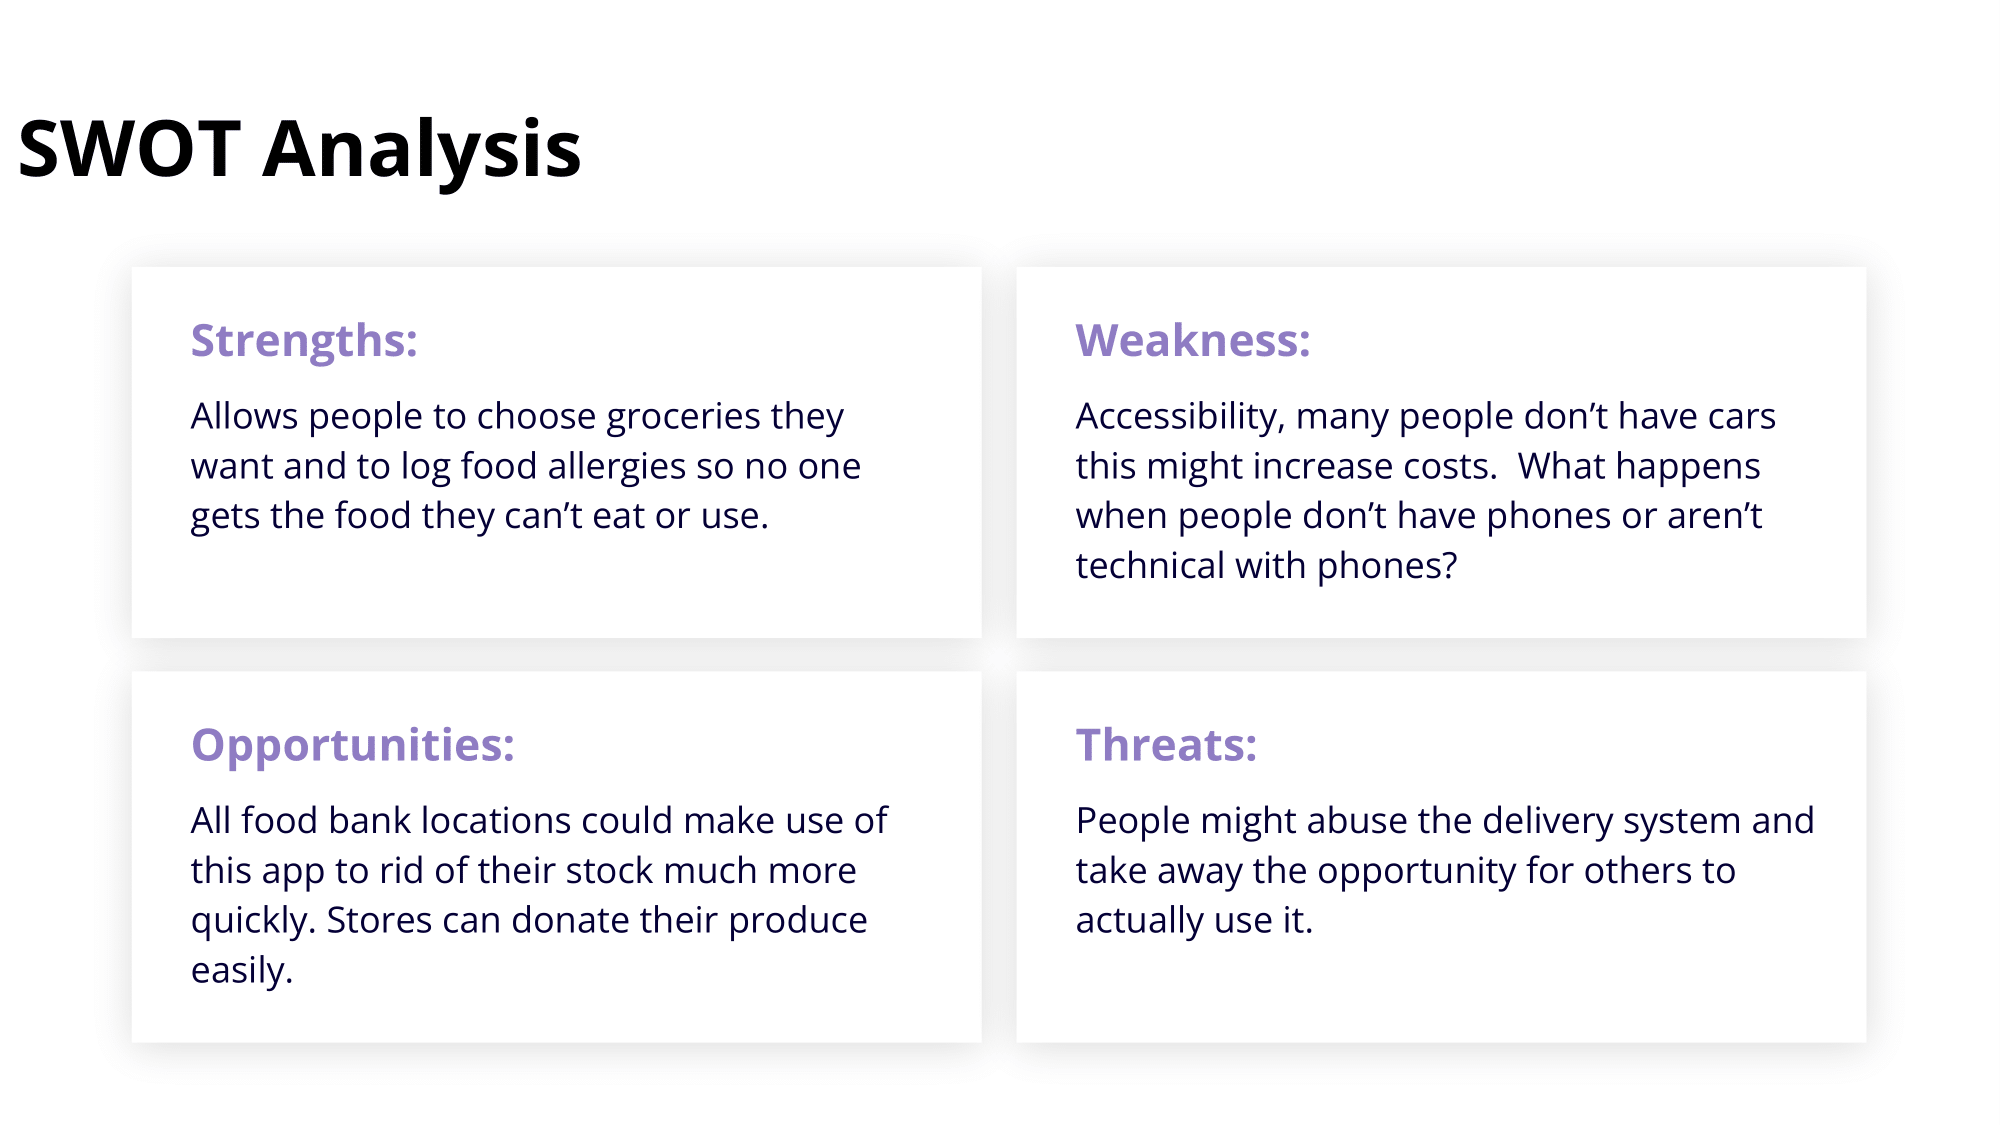 SWOT Analysis
Strengths:
Allows people to choose groceries they
want and to log food allergies so no one
gets the food they can’t eat or use.
Weakness:
Accessibility, many people don’t have cars
this might increase costs.  What happens
when people don’t have phones or aren’t
technical with phones?
Opportunities:
All food bank locations could make use of
this app to rid of their stock much more
quickly. Stores can donate their produce
easily.
Threats:
People might abuse the delivery system and
take away the opportunity for others to
actually use it.